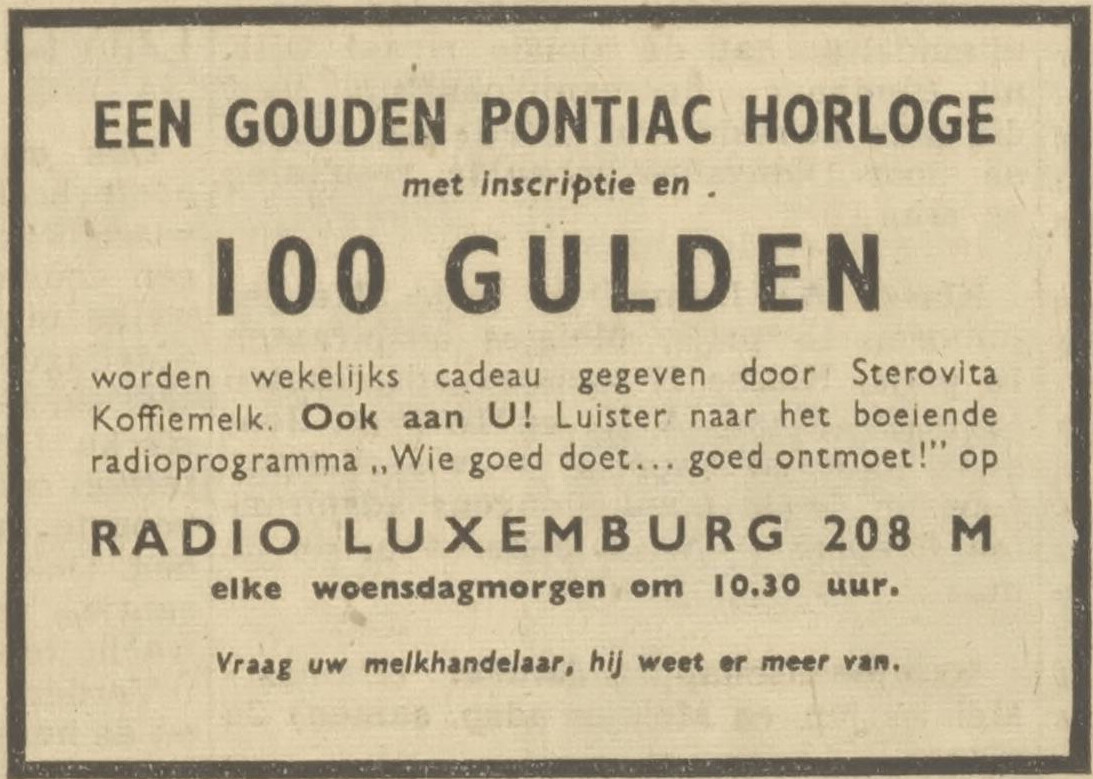 EEN GOUDEN PONTIAC HORLOGE
met inscriptie en
100 GULDEN
worden wekelijks cadeau gegeven door Sterovita
Koffiemelk. Ook aan U! Luister naar het boeiende
radioprogramma „Wie goed doet... goed ontmoet!” op
RADIO LUXEMBURG 208 M
elke woensdagmorgen om 10.30 uur.
Vraag uw melkhandelaar, hij weet er meer van.